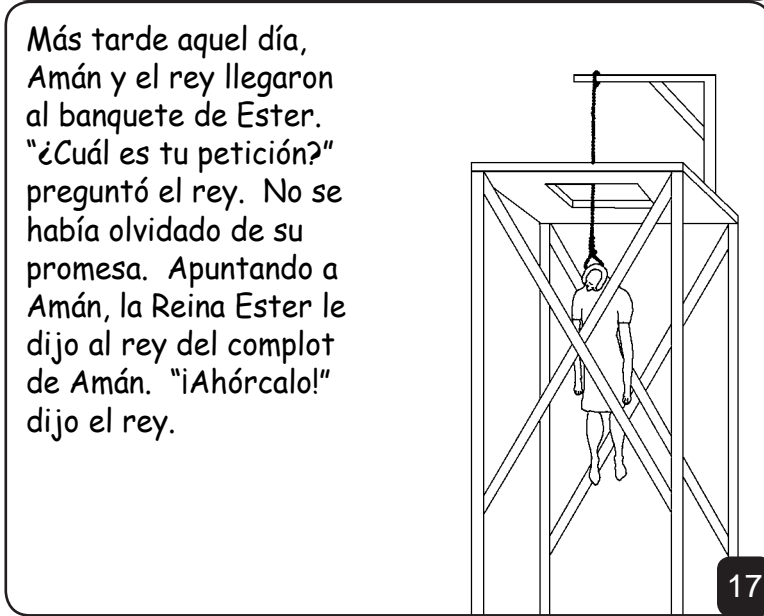 Más tarde aquel día,
Amán y el rey llegaron
al banquete de Ester.
“¿Cuál es tu petición?”
preguntó el rey.  No se
había olvidado de su
promesa.  Apuntando a
Amán, la Reina Ester le
dijo al rey del complot
de Amán.  “¡Ahórcalo!”
dijo el rey.
17